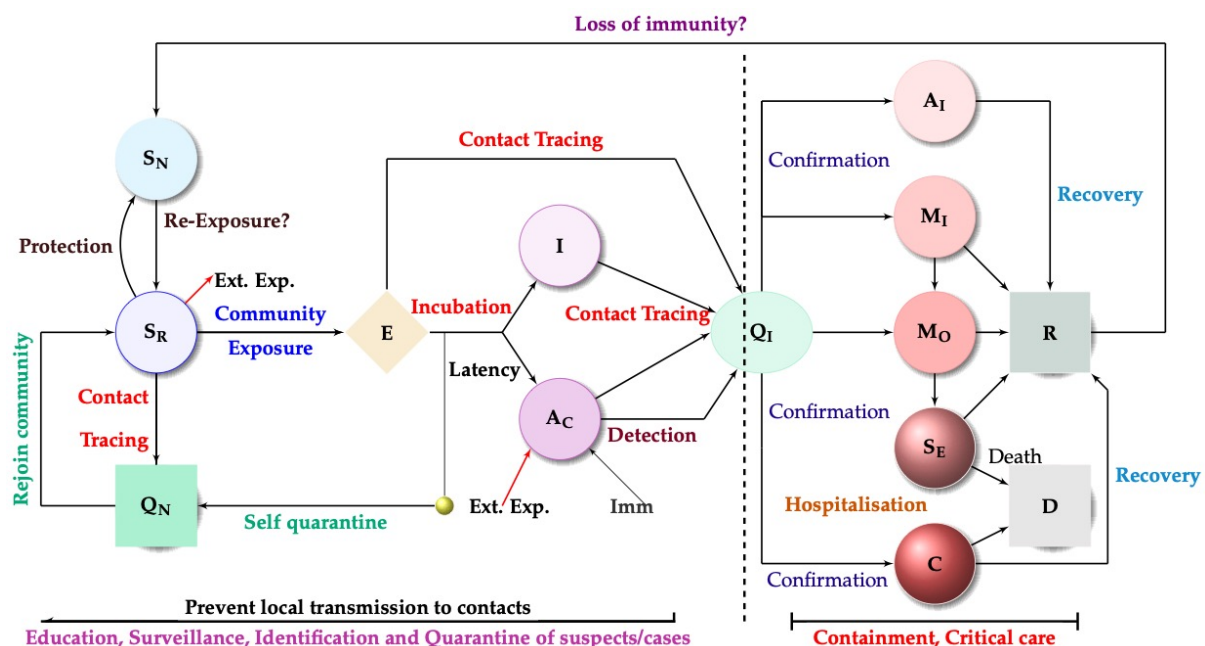 Loss of immunity?
A_I
S_N
Contact Tracing
Confirmation
Re-Exposure?
M_I
Recovery
Protection
I
Ext. Exp.
Community
Incubation
Contact Tracing
S_R
E
Q_I
M_O
R
Exposure
Latency
Rejoin community
Contact
A_C
Confirmation
Tracing
Detection
S_E
Death
Recovery
Q_N
Self quarantine
Ext. Exp.
Imm
Hospitalisation
D
C
Confirmation
Prevent local transmission to contacts
Education, Surveillance, Identification and Quarantine of suspects/cases
Containment, Critical care